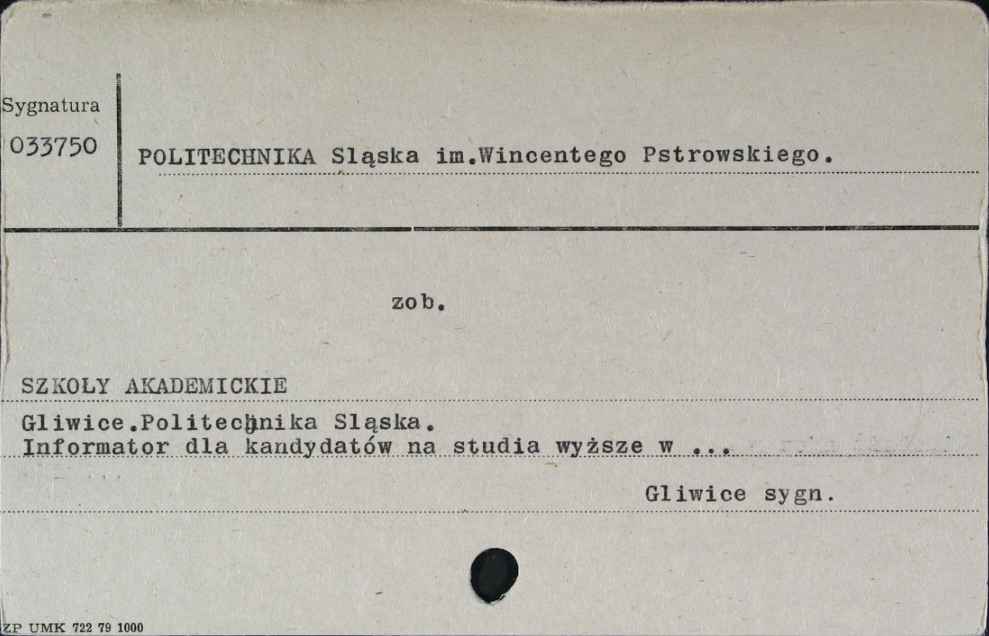 Sygnatura
033750
POLITECHNIKA Sląska im.Wincentego Pstrowskiego.
zob.
SZKOŁY AKADEMICKIE
Gliwice.Politechnika Sląska.
Informator dla kandydatów na studia wyższe w ...
Gliwice sygn.
ZP UMK 722 79 1000